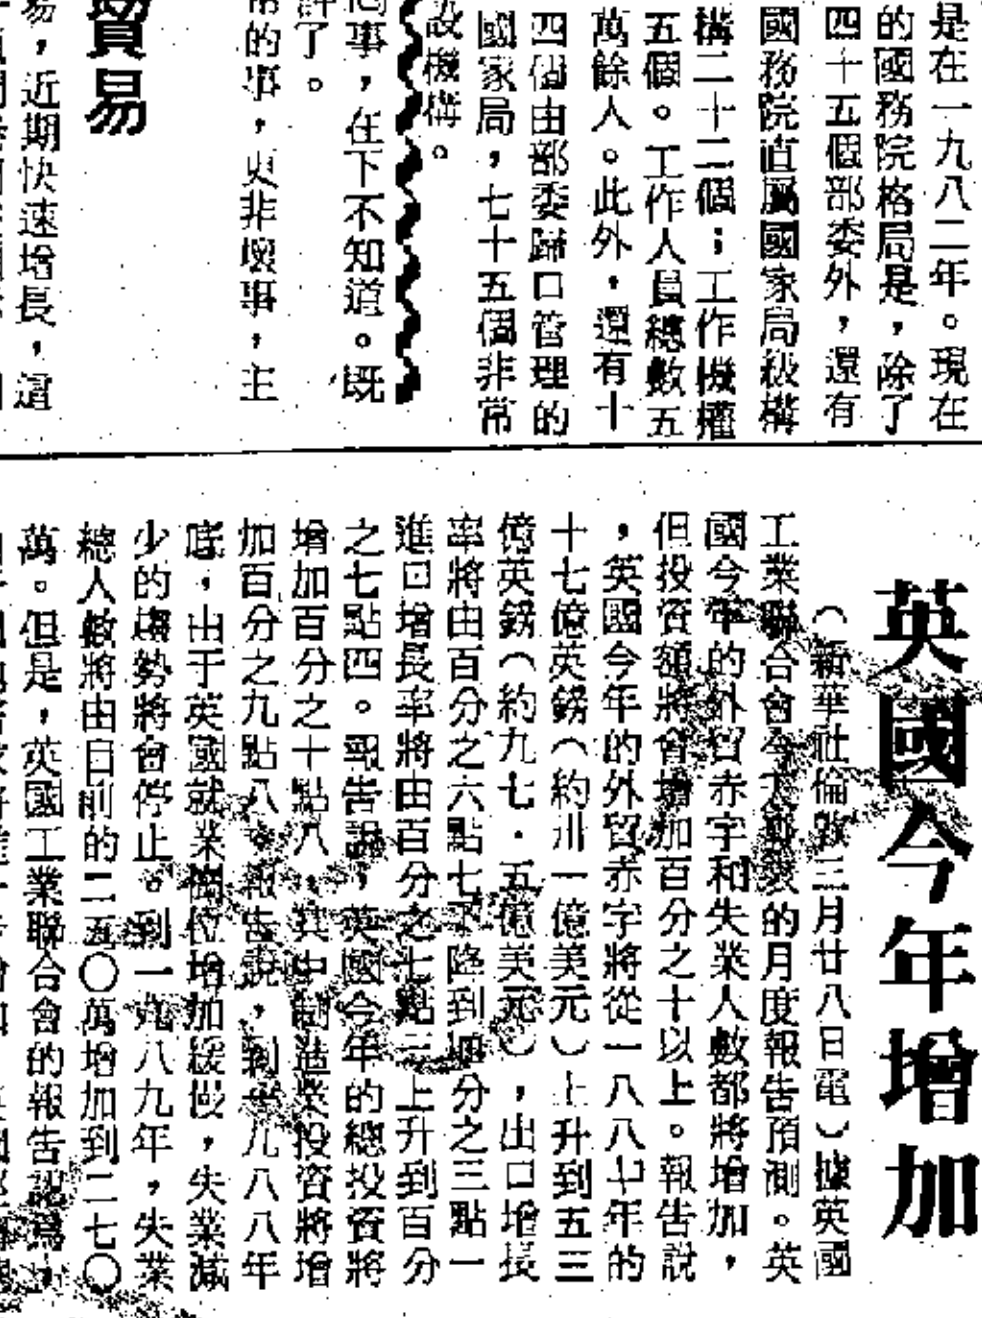 是在一九八二年。現在
的國務院格局是，除了
四十五個部委外，還有
國務院直屬國家局級機
構二十二個；工作機構
五個。工作人員總數五
萬餘人。此外，還有十
四個由部委歸口管理的
國家局，七十五個非常
設機構。
事，在下不知道。既
了。
的事，更非壞事，主
貿易
易，近期快速增長，這
英國今年增加
（新華社倫敦三月廿八日電）據英國
工業聯合會今天發表的月度報告預測。英
國今年的外貿赤字和失業人數都將增加，
但投資額將會增加百分之十以上。報告說
，英國今年的外貿赤字將從一八八七年的
十七億英鎊（約卅一億美元）上升到五三
億英鎊（約九七．五億美元），出口增長
率將由百分之六點七下降到百分之三點一
進口增長率將由百分之七點三上升到百分
之七點四。報告說，英國今年的總投資將
增加百分之十點八，其中製造業投資將增
加百分之九點八。報告說，到一九八八年
底，由于英國就業崗位增加緩慢，失業減
少的趨勢將會停止。到一九八九年，失業
總人數將由目前的二五〇萬增加到二七〇
萬。但是，英國工業聯合會的報告認爲，